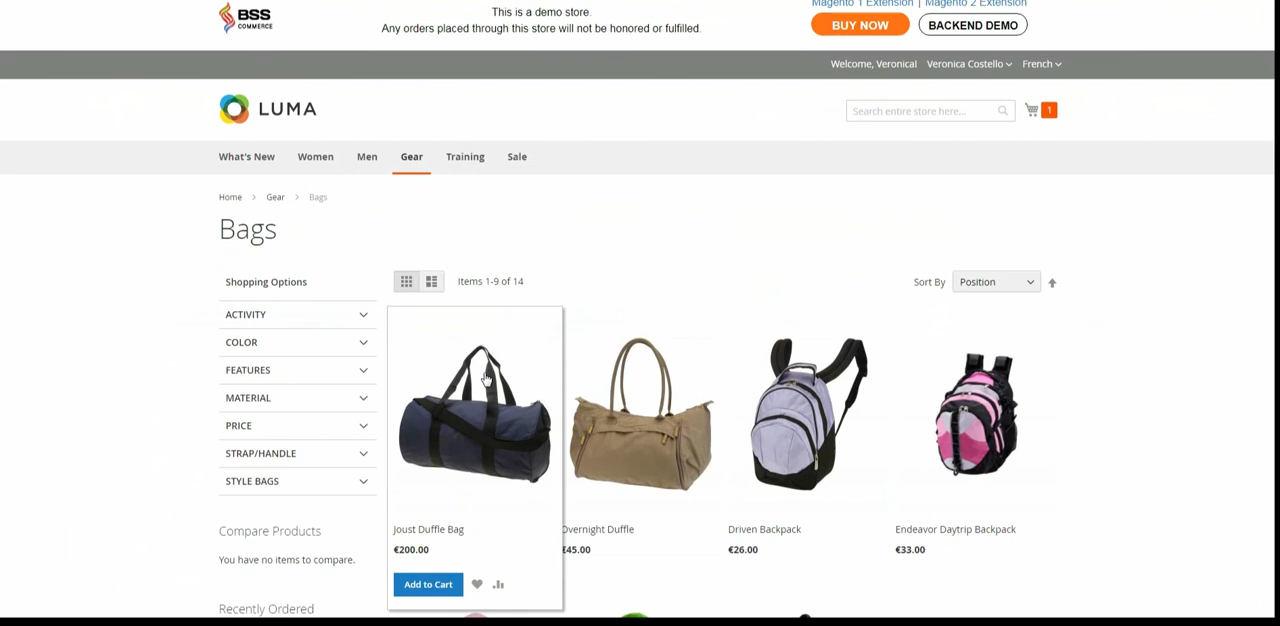 BSS
COMMERCE
This is a demo store.
Any orders placed through this store will not be honored or fulfilled.
Magento 1 Extension | Magento 2 Extension
BUY NOW
BACKEND DEMO
Welcome, Veronica!
Veronica Costello
French
LUMA
Search entire store here...
1
What's New
Women
Men
Gear
Training
Sale
Home
Gear
Bags
Bags
Shopping Options
Items 1-9 of 14
Sort By
Position
ACTIVITY
COLOR
FEATURES
MATERIAL
PRICE
STRAP/HANDLE
STYLE BAGS
Compare Products
You have no items to compare.
Recently Ordered
Joust Duffle Bag
€200.00
Add to Cart
Overnight Duffle
€45.00
Driven Backpack
€26.00
Endeavor Daytrip Backpack
€33.00